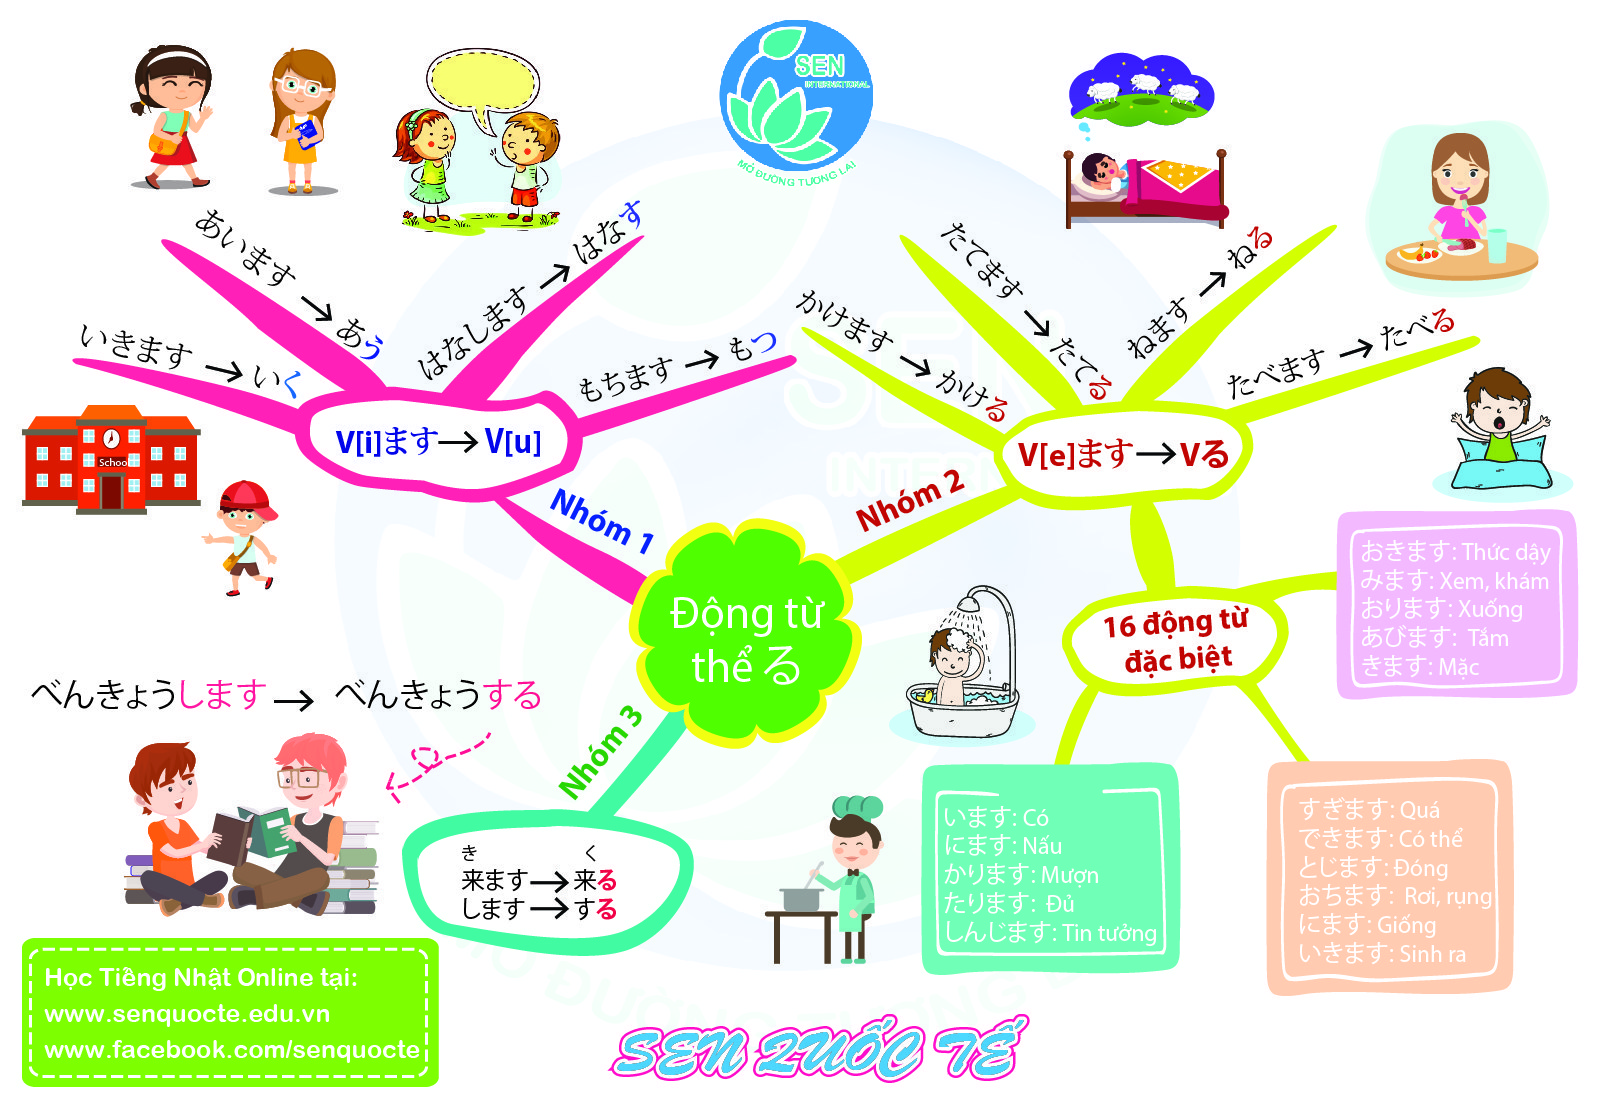 SEN
INTERNATIONAL
MỞ ĐƯỜNG TƯƠNG LAI
あいます → あう
いきます → いく
はなします → はなす
もちます → もつ
V[i]ます → V[u]
Nhóm 1
School
かけます → かける
たてます → たてる
ねます → ねる
たべます → たべる
V[e]ます → Vる
Nhóm 2
Động từ
thể る
16 động từ
đặc biệt
おきます: Thức dậy
みます: Xem, khám
おります: Xuống
あびます: Tắm
きます: Mặc
います: Có
にます: Nấu
かります: Mượn
たります: Đủ
しんじます: Tin tưởng
すぎます: Quá
できます: Có thể
とじます: Đóng
おちます: Rơi, rụng
にます: Giống
いきます: Sinh ra
べんきょうします → べんきょうする
Nhóm 3
き く
来ます → 来る
します → する
Học Tiếng Nhật Online tại:
www.senquocte.edu.vn
www.facebook.com/senquocte
SEN QUỐC TẾ